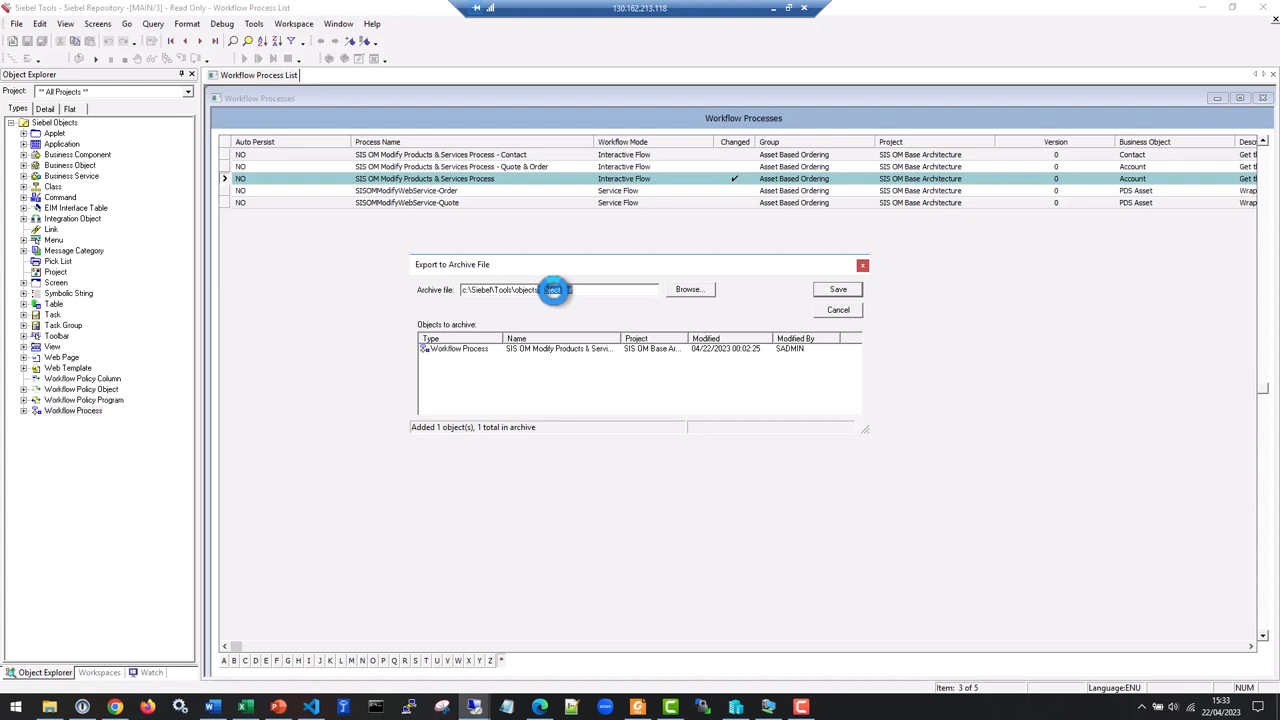 Siebel Tools - Siebel Repository -[MAIN/3] - Read Only - Workflow Process List
130.162.213.118
File Edit View Screens Go Query Format Debug Tools Workspace Window Help
Object Explorer
Workflow Process List
Project: ** All Projects **
Types Detail Flat
Siebel Objects
Applet
Application
Business Component
Business Object
Business Service
Class
Command
EIM Interface Table
Integration Object
Link
Menu
Message Category
Pick List
Project
Screen
Symbolic String
Table
Task
Task Group
Toolbar
View
Web Page
Web Template
Workflow Policy Column
Workflow Policy Object
Workflow Policy Program
Workflow Process
Object Explorer Workspaces Watch
Workflow Processes
Workflow Processes
Auto Persist Process Name Workflow Mode Changed Group Project Version Business Object Descr
NO SIS OM Modify Products & Services Process - Contact Interactive Flow Asset Based Ordering SIS OM Base Architecture 0 Contact Get th
NO SIS OM Modify Products & Services Process - Quote & Order Interactive Flow Asset Based Ordering SIS OM Base Architecture 0 Account Get th
NO SIS OM Modify Products & Services Process Interactive Flow ✓ Asset Based Ordering SIS OM Base Architecture 0 Account Get th
NO SISOMModifyWebService-Order Service Flow Asset Based Ordering SIS OM Base Architecture 0 PDS Asset Wrap
NO SISOMModifyWebService-Quote Service Flow Asset Based Ordering SIS OM Base Architecture 0 PDS Asset Wrap
Export to Archive File
Archive file: c:\Siebel\Tools\objects
Browse... Save
Cancel
Objects to archive:
Type Name Project Modified Modified By
Workflow Process SIS OM Modify Products & Servi... SIS OM Base Ar... 04/22/2023 00:02:25 SADMIN
Added 1 object(s), 1 total in archive
A B C D E F G H I J K L M N O P Q R S T U V W X Y Z *
Item: 3 of 5 Language:ENU NUM
15:33
22/04/2023